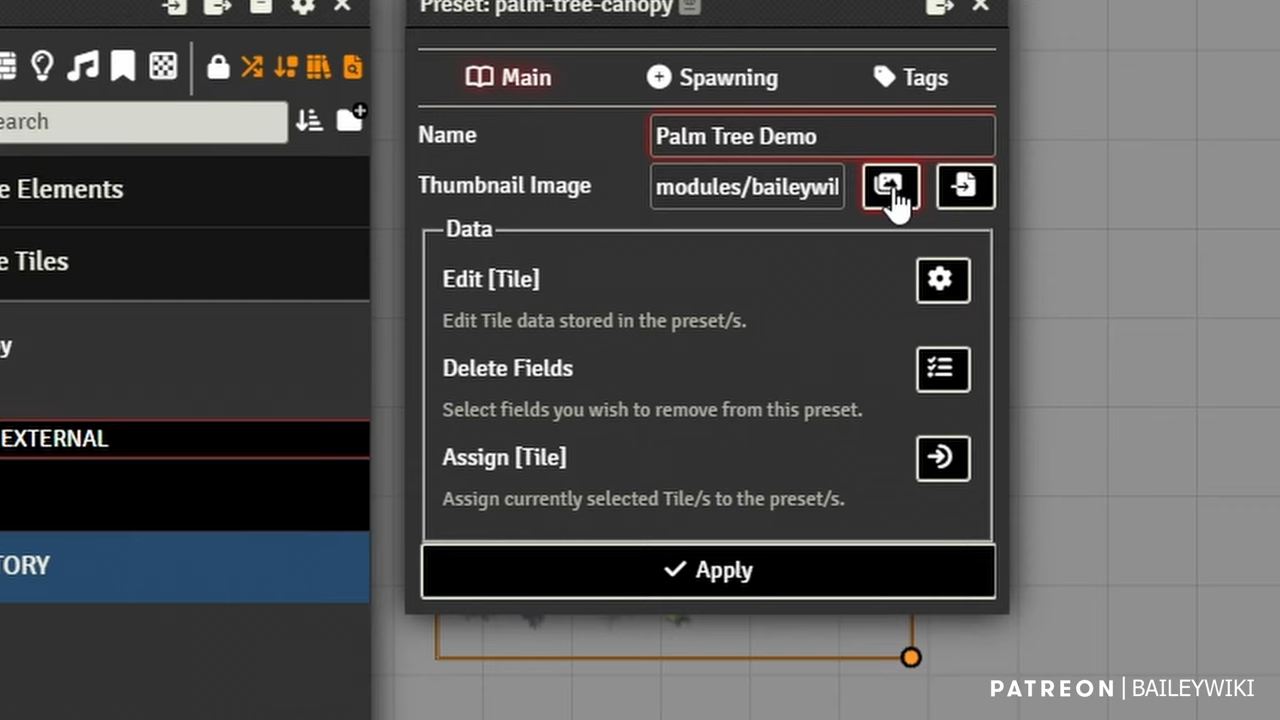 Preset: palm-tree-canopy
Main
Spawning
Tags
earch
Name
Palm Tree Demo
Thumbnail Image
modules/baileywil
e Elements
Data
e Tiles
Edit [Tile]
Edit Tile data stored in the preset/s.
y
Delete Fields
Select fields you wish to remove from this preset.
EXTERNAL
Assign [Tile]
Assign currently selected Tile/s to the preset/s.
TORY
Apply
PATREON | BAILEYWIKI